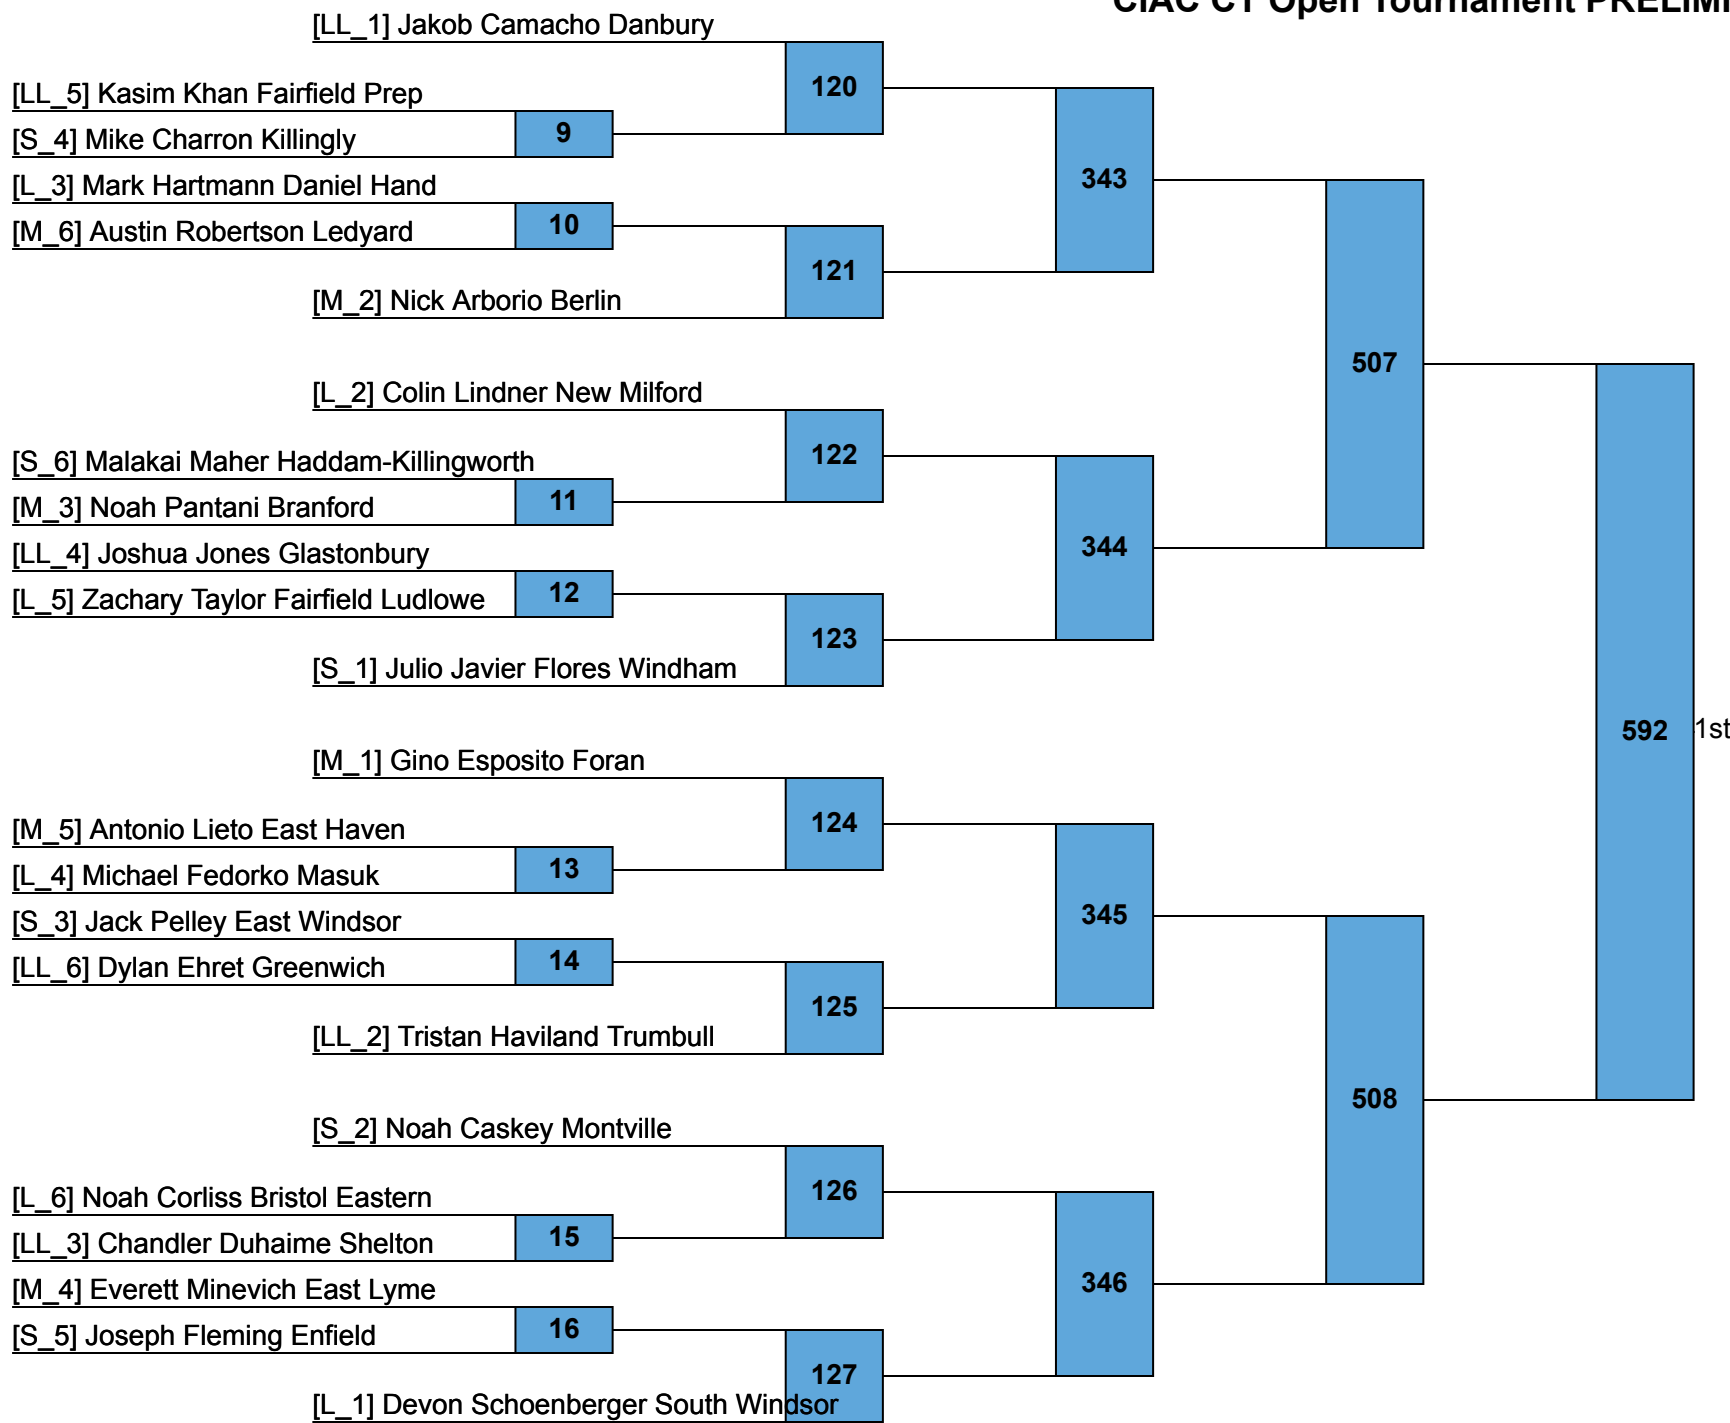 CIAC CT Open Tournament
[LL_1] Jakob Camacho Danbury
120
[LL_5] Kasim Khan Fairfield Prep
9
[S_4] Mike Charron Killingly
343
[L_3] Mark Hartmann Daniel Hand
10
[M_6] Austin Robertson Ledyard
121
[M_2] Nick Arborio Berlin
507
[L_2] Colin Lindner New Milford
122
[S_6] Malakai Maher Haddam-Killingworth
11
[M_3] Noah Pantani Branford
344
[LL_4] Joshua Jones Glastonbury
12
[L_5] Zachary Taylor Fairfield Ludlowe
123
[S_1] Julio Javier Flores Windham
592
1st
[M_1] Gino Esposito Foran
124
[M_5] Antonio Lieto East Haven
13
[L_4] Michael Fedorko Masuk
345
[S_3] Jack Pelley East Windsor
14
[LL_6] Dylan Ehret Greenwich
125
[LL_2] Tristan Haviland Trumbull
508
[S_2] Noah Caskey Montville
126
[L_6] Noah Corliss Bristol Eastern
15
[LL_3] Chandler Duhaime Shelton
346
[M_4] Everett Minevich East Lyme
16
[S_5] Joseph Fleming Enfield
127
[L_1] Devon Schoenberger South Windsor